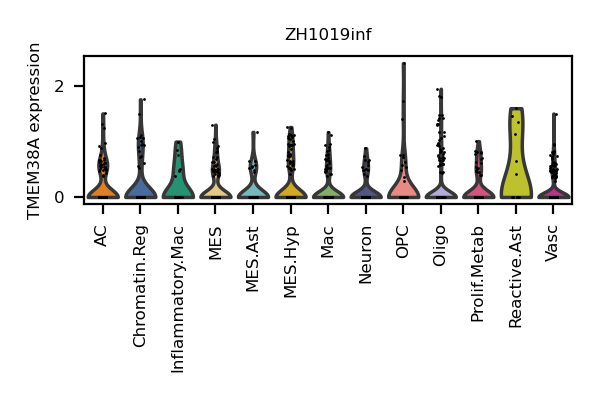 ZH1019inf
TMEM38A expression
2
0
AC
Chromatin.Reg
Inflammatory.Mac
MES
MES.Ast
MES.Hyp
Mac
Neuron
OPC
Oligo
Prolif.Metab
Reactive.Ast
Vasc